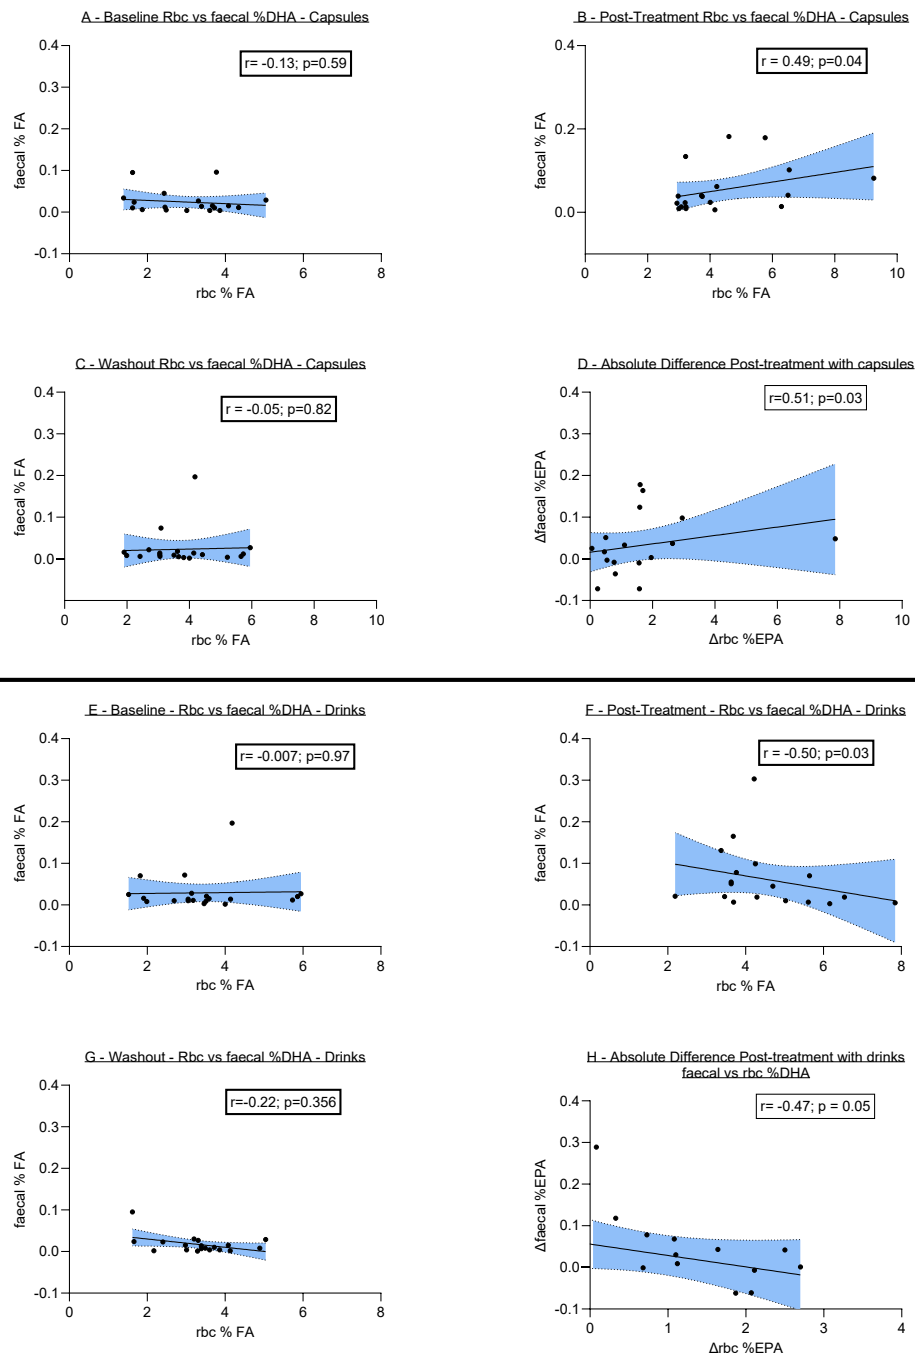 A - Baseline Rbc vs faecal %DHA - Capsules
r= -0.13; p=0.59
faecal % FA
0.4
0.3
0.2
0.1
0.0
-0.1
0
2
4
6
8
rbc % FA
B - Post-Treatment Rbc vs faecal %DHA - Capsules
r = 0.49; p=0.04
faecal % FA
0.4
0.3
0.2
0.1
0.0
0
2
4
6
8
10
rbc % FA
C - Washout Rbc vs faecal %DHA - Capsules
r = -0.05; p=0.82
faecal % FA
0.4
0.3
0.2
0.1
0.0
0
2
4
6
8
10
rbc % FA
D - Absolute Difference Post-treatment with capsules
r=0.51; p=0.03
Δfaecal %EPA
0.4
0.3
0.2
0.1
0.0
-0.1
0
2
4
6
8
10
Δrbc %EPA
E - Baseline - Rbc vs faecal %DHA - Drinks
r= -0.007; p=0.97
faecal % FA
0.4
0.3
0.2
0.1
0.0
-0.1
0
2
4
6
8
rbc % FA
F - Post-Treatment - Rbc vs faecal %DHA - Drinks
r = -0.50; p=0.03
faecal % FA
0.4
0.3
0.2
0.1
0.0
-0.1
0
2
4
6
8
rbc % FA
G - Washout - Rbc vs faecal %DHA - Drinks
r=-0.22; p=0.356
faecal % FA
0.4
0.3
0.2
0.1
0.0
-0.1
0
2
4
6
8
rbc % FA
H - Absolute Difference Post-treatment with drinks
faecal vs rbc %DHA
r= -0.47; p = 0.05
Δfaecal %EPA
0.4
0.3
0.2
0.1
0.0
-0.1
0
1
2
3
4
Δrbc %EPA